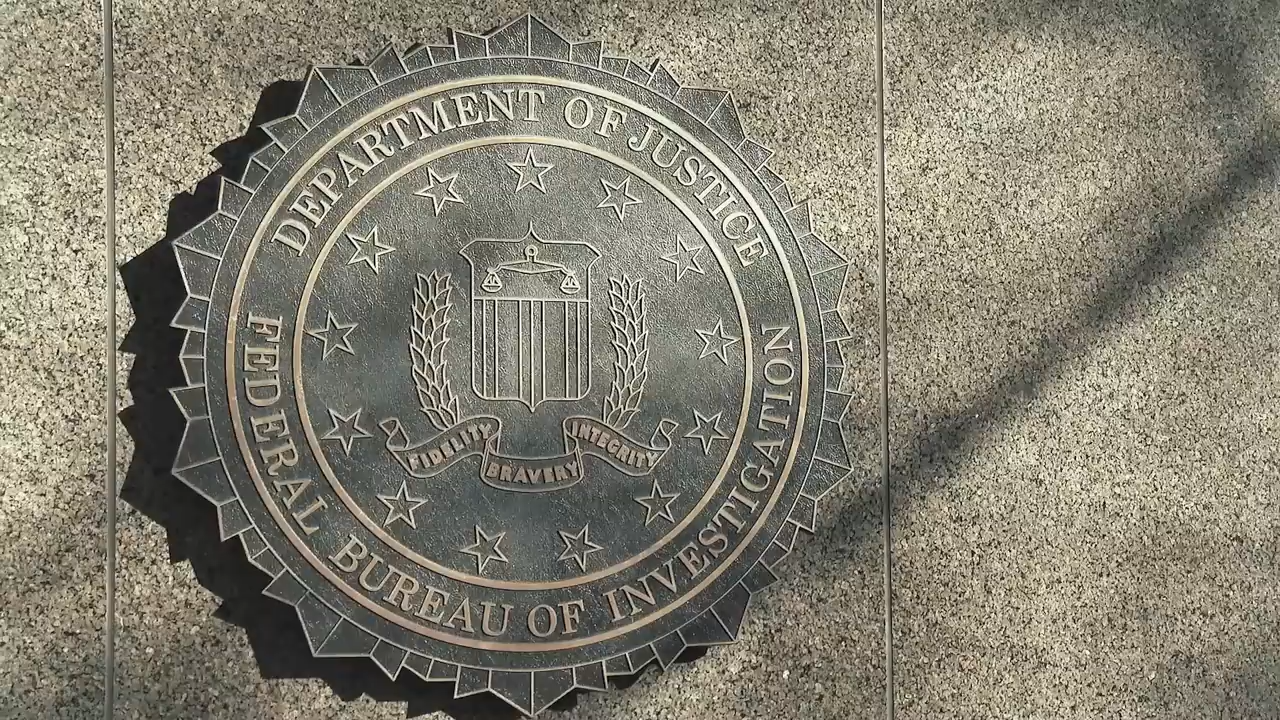 DEPARTMENT OF JUSTICE
FIDELITY
BRAVERY
INTEGRITY
FEDERAL BUREAU OF INVESTIGATION